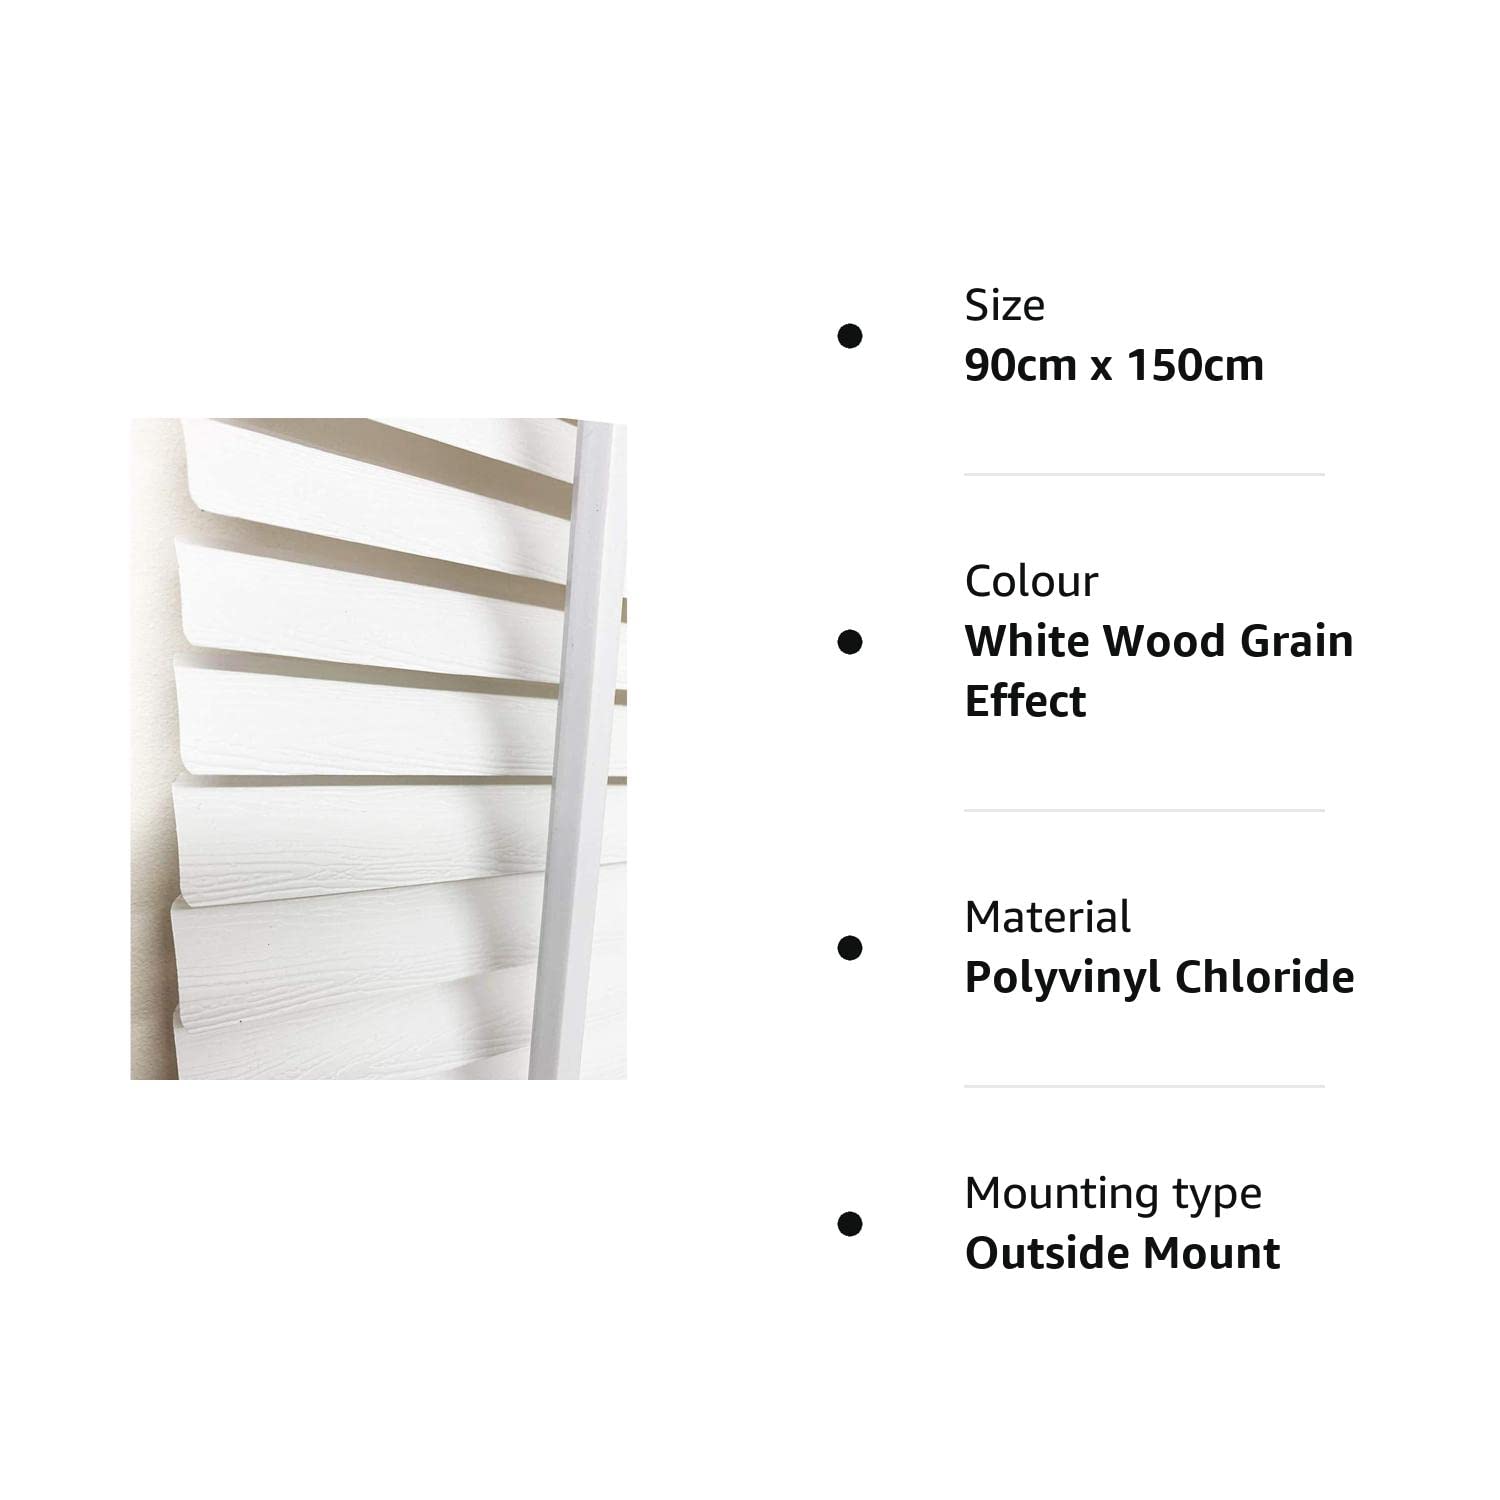 Size
90cm x 150cm
Colour
White Wood Grain
Effect
Material
Polyvinyl Chloride
Mounting type
Outside Mount